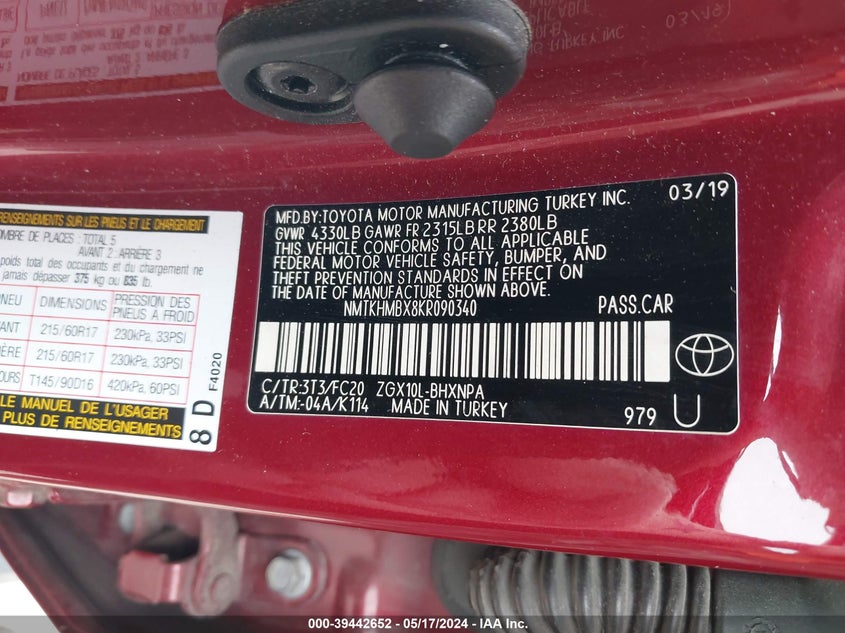 03/19)
TURKEY INC
RENSEIGNEMENTS SUR LES PNEUS ET LE CHARGEMENT
NOMBRE DE PLACES : TOTAL 5
AVANT 2 : ARRIÈRE 3
poids total des occupants et du chargement ne
jamais dépasser 375 kg ou 835 lb.
PNEU DIMENSIONS PRESSION DES PNEUS A FROID
AVANT 215/60R17 230kPa, 33PSI
215/60R17 230kPa, 33PSI
T145/90D16 420kPa, 60PSI
LE MANUEL DE L'USAGER
PLUS DE RENSEIGNEMENTS
8 D F4020
MFD.BY:TOYOTA MOTOR MANUFACTURING TURKEY INC. 03/19
GVWR 4330LB GAWR FR 2315LB RR 2380LB
THIS VEHICLE CONFORMS TO ALL APPLICABLE
FEDERAL MOTOR VEHICLE SAFETY, BUMPER, AND
THEFT PREVENTION STANDARDS IN EFFECT ON
THE DATE OF MANUFACTURE SHOWN ABOVE.
NMTKHMBX8KR090340 PASS.CAR
C/TR:3T3/FC20 ZGX10L-BHXNPA
A/TM:-04A/K114 MADE IN TURKEY
979 U
000-39442652 - 05/17/2024 - IAA Inc.